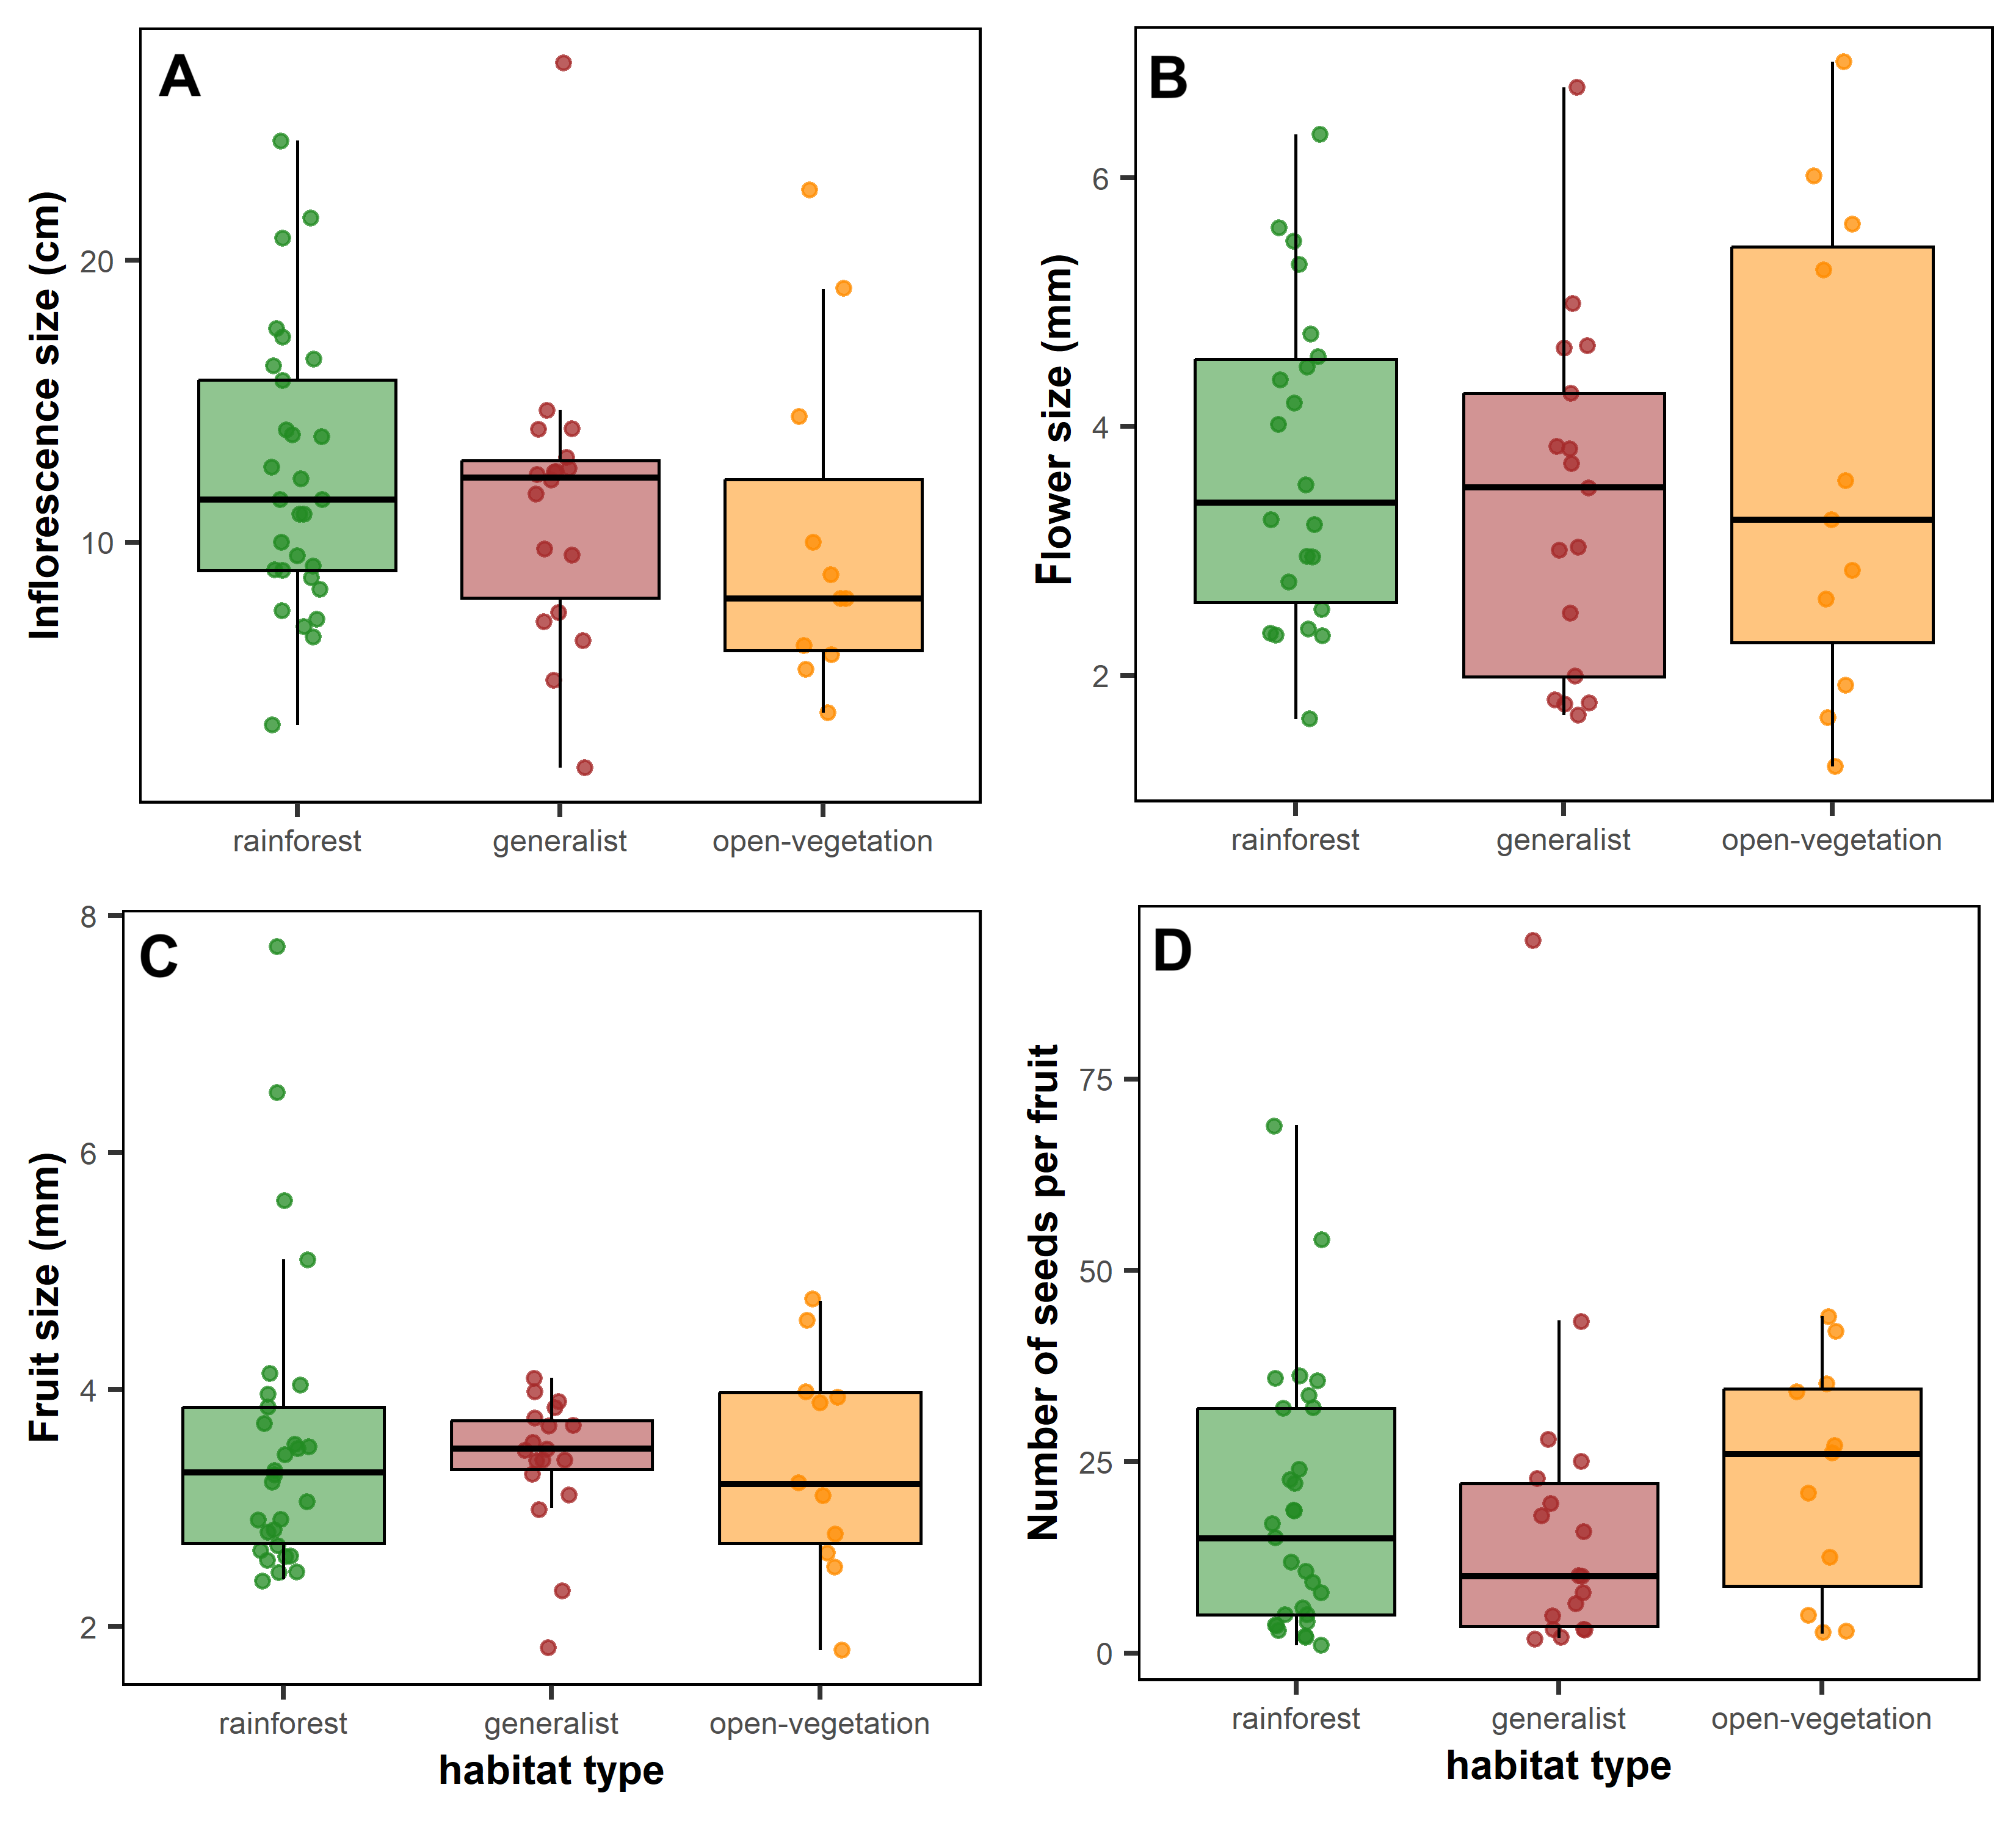 A
Inflorescence size (cm)
20
10
rainforest generalist open-vegetation
B
Flower size (mm)
6
4
2
rainforest generalist open-vegetation
C
Fruit size (mm)
8
6
4
2
rainforest generalist open-vegetation
habitat type
D
Number of seeds per fruit
75
50
25
0
rainforest generalist open-vegetation
habitat type